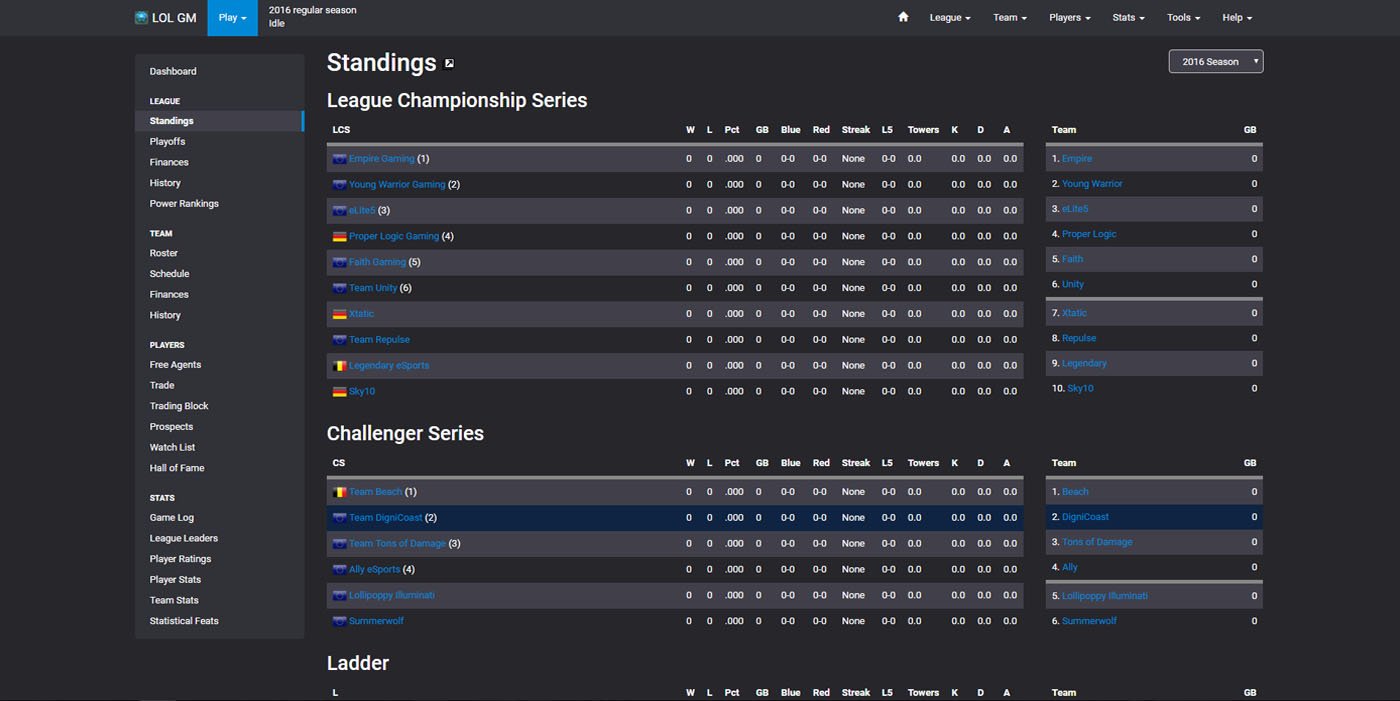 LOL GM
Play
2016 regular season
Idle
League
Team
Players
Stats
Tools
Help
Dashboard
LEAGUE
Standings
Playoffs
Finances
History
Power Rankings
TEAM
Roster
Schedule
Finances
History
PLAYERS
Free Agents
Trade
Trading Block
Prospects
Watch List
Hall of Fame
STATS
Game Log
League Leaders
Player Ratings
Player Stats
Team Stats
Statistical Feats
Standings
2016 Season
League Championship Series
LCS W L Pct GB Blue Red Streak L5 Towers K D A
Empire Gaming (1) 0 0 .000 0 0-0 0-0 None 0-0 0.0 0.0 0.0 0.0
Young Warrior Gaming (2) 0 0 .000 0 0-0 0-0 None 0-0 0.0 0.0 0.0 0.0
eLite5 (3) 0 0 .000 0 0-0 0-0 None 0-0 0.0 0.0 0.0 0.0
Proper Logic Gaming (4) 0 0 .000 0 0-0 0-0 None 0-0 0.0 0.0 0.0 0.0
Faith Gaming (5) 0 0 .000 0 0-0 0-0 None 0-0 0.0 0.0 0.0 0.0
Team Unity (6) 0 0 .000 0 0-0 0-0 None 0-0 0.0 0.0 0.0 0.0
Xtatic 0 0 .000 0 0-0 0-0 None 0-0 0.0 0.0 0.0 0.0
Team Repulse 0 0 .000 0 0-0 0-0 None 0-0 0.0 0.0 0.0 0.0
Legendary eSports 0 0 .000 0 0-0 0-0 None 0-0 0.0 0.0 0.0 0.0
Sky10 0 0 .000 0 0-0 0-0 None 0-0 0.0 0.0 0.0 0.0
Team GB
1. Empire 0
2. Young Warrior 0
3. eLite5 0
4. Proper Logic 0
5. Faith 0
6. Unity 0
7. Xtatic 0
8. Repulse 0
9. Legendary 0
10. Sky10 0
Challenger Series
CS W L Pct GB Blue Red Streak L5 Towers K D A
Team Beach (1) 0 0 .000 0 0-0 0-0 None 0-0 0.0 0.0 0.0 0.0
Team DigniCoast (2) 0 0 .000 0 0-0 0-0 None 0-0 0.0 0.0 0.0 0.0
Team Tons of Damage (3) 0 0 .000 0 0-0 0-0 None 0-0 0.0 0.0 0.0 0.0
Ally eSports (4) 0 0 .000 0 0-0 0-0 None 0-0 0.0 0.0 0.0 0.0
Lollipoppy Illuminati 0 0 .000 0 0-0 0-0 None 0-0 0.0 0.0 0.0 0.0
Summerwolf 0 0 .000 0 0-0 0-0 None 0-0 0.0 0.0 0.0 0.0
Team GB
1. Beach 0
2. DigniCoast 0
3. Tons of Damage 0
4. Ally 0
5. Lollipoppy Illuminati 0
6. Summerwolf 0
Ladder
L W L Pct GB Blue Red Streak L5 Towers K D A
Team GB